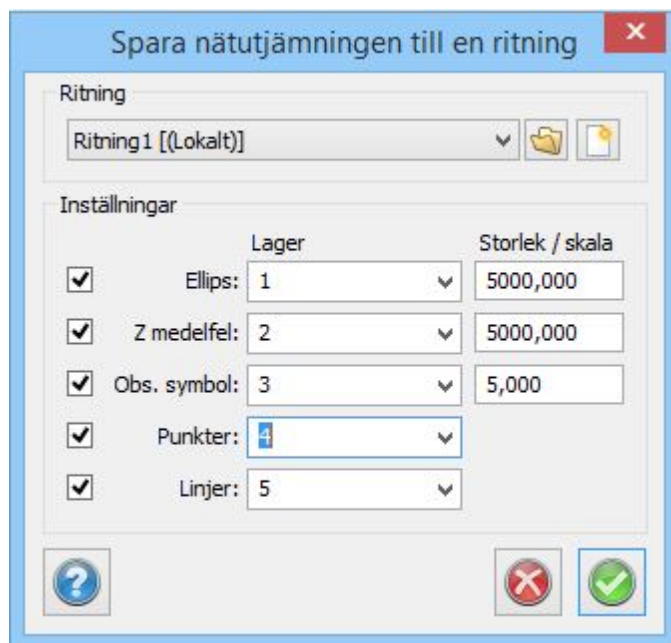 Spara nätutjämningen till en ritning
Ritning
Ritning1 [(Lokalt)]
Inställningar
Lager Storlek / skala
Ellips: 1 5000,000
Z medelfel: 2 5000,000
Obs. symbol: 3 5,000
Punkter: 4
Linjer: 5